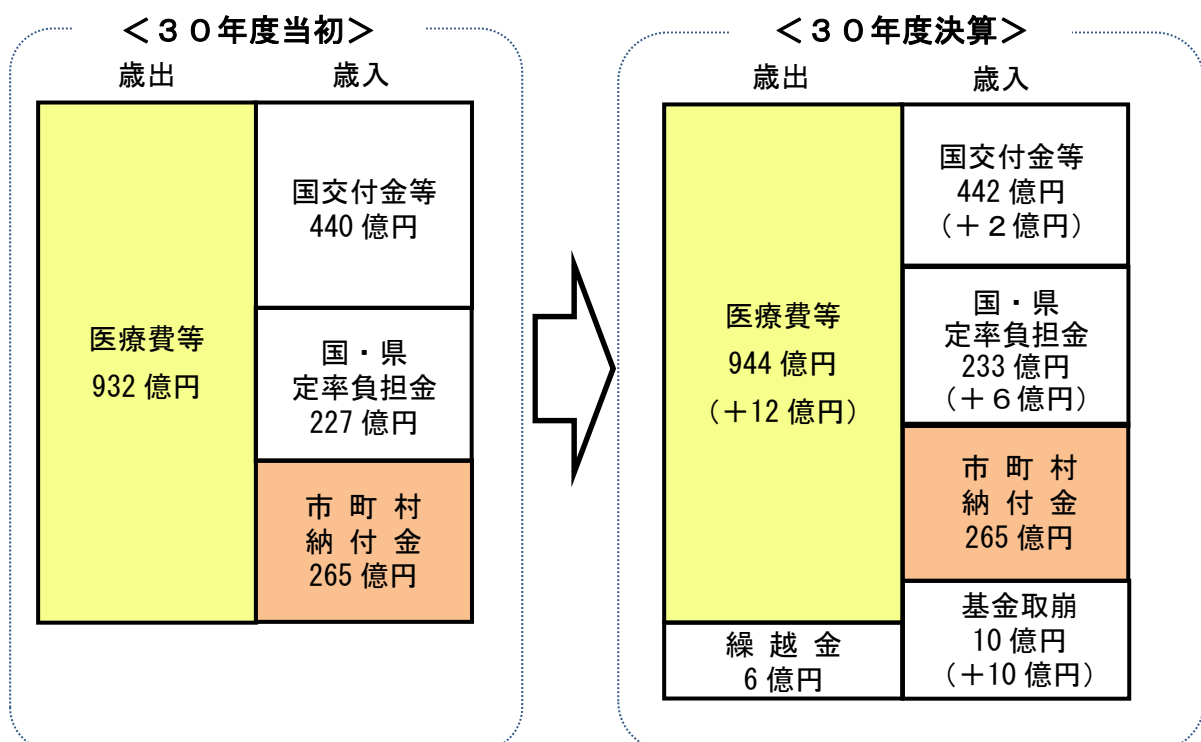 ＜３０年度当初＞
歳出
歳入
医療費等
932 億円
国交付金等
440 億円
国・県
定率負担金
227 億円
市 町 村
納 付 金
265 億円
＜３０年度決算＞
歳出
歳入
医療費等
944 億円
（＋12 億円）
繰 越 金
6 億円
国交付金等
442 億円
（＋２億円）
国・県
定率負担金
233 億円
（＋６億円）
市 町 村
納 付 金
265 億円
基金取崩
10 億円
（＋10 億円）